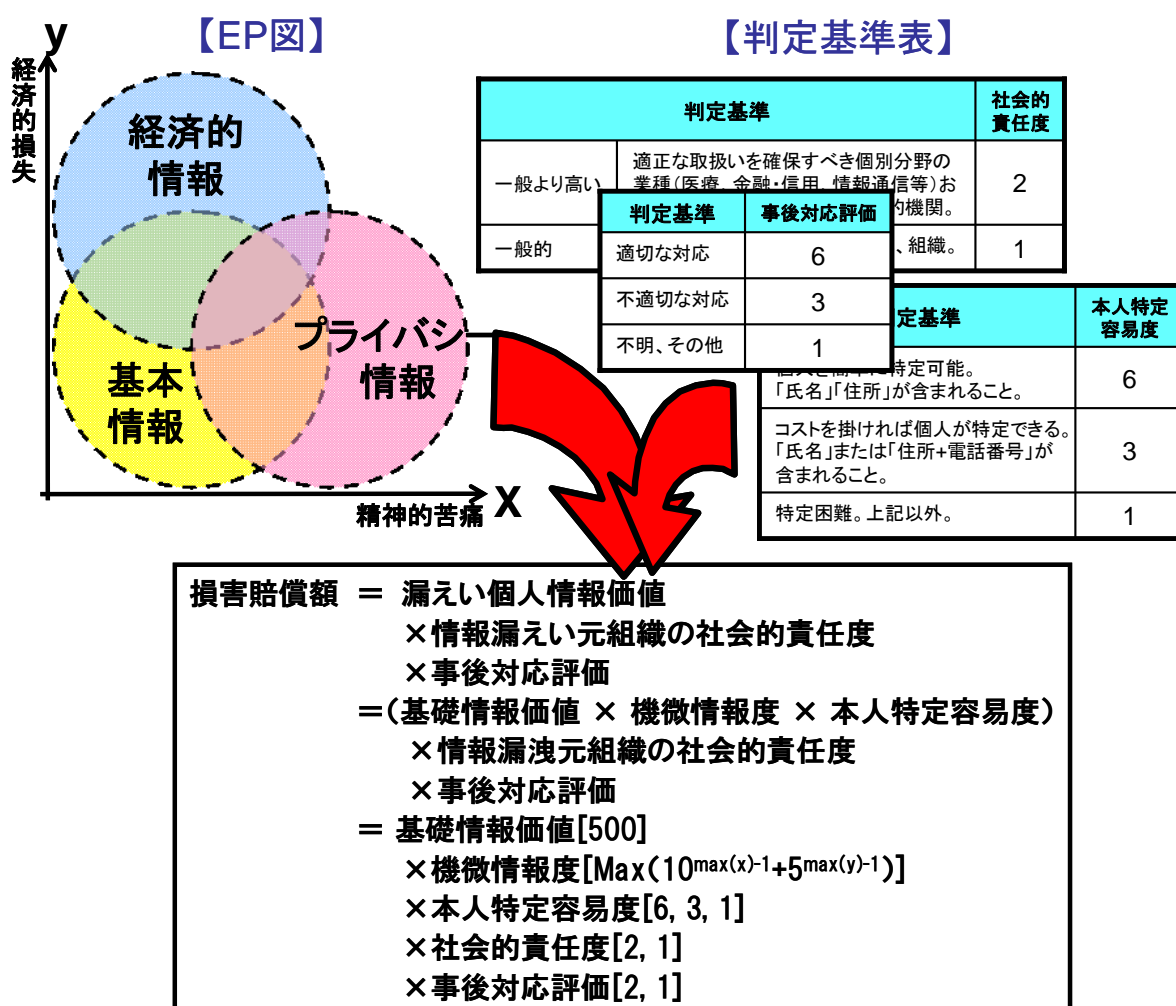 【EP図】
y
経済的損失
経済的
情報
プライバシ
情報
基本
情報
精神的苦痛
X
【判定基準表】
判定基準
社会的
責任度
一般より高い
適正な取扱いを確保すべき個別分野の
業種(医療、金融・信用、情報通信等)お
的機関。
2
一般的
、組織。
1
判定基準
事後対応評価
適切な対応
6
不適切な対応
3
不明、その他
1
定基準
本人特定
容易度
特定可能。
「氏名」「住所」が含まれること。
6
コストを掛ければ個人が特定できる。
「氏名」または「住所+電話番号」が
含まれること。
3
特定困難。上記以外。
1
損害賠償額 = 漏えい個人情報価値
×情報漏えい元組織の社会的責任度
×事後対応評価
=(基礎情報価値 × 機微情報度 × 本人特定容易度)
×情報漏洩元組織の社会的責任度
×事後対応評価
= 基礎情報価値[500]
×機微情報度[Max(10^max(x)-1+5^max(y)-1)]
×本人特定容易度[6, 3, 1]
×社会的責任度[2, 1]
×事後対応評価[2, 1]